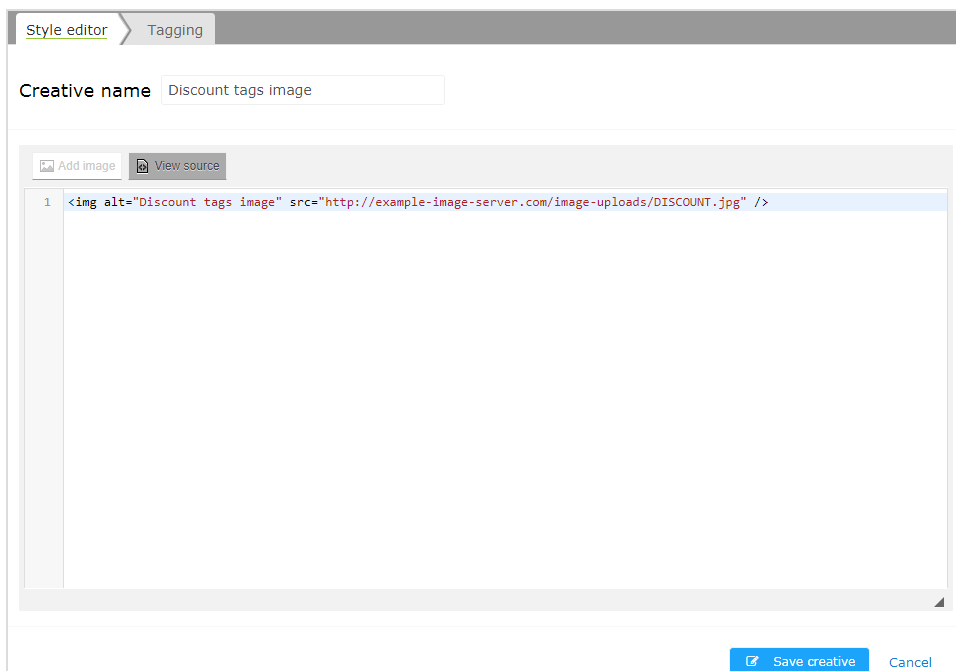 Style editor Tagging
Creative name Discount tags image
Add image View source
1 <img alt="Discount tags image" src="http://example-image-server.com/image-uploads/DISCOUNT.jpg" />
Save creative Cancel